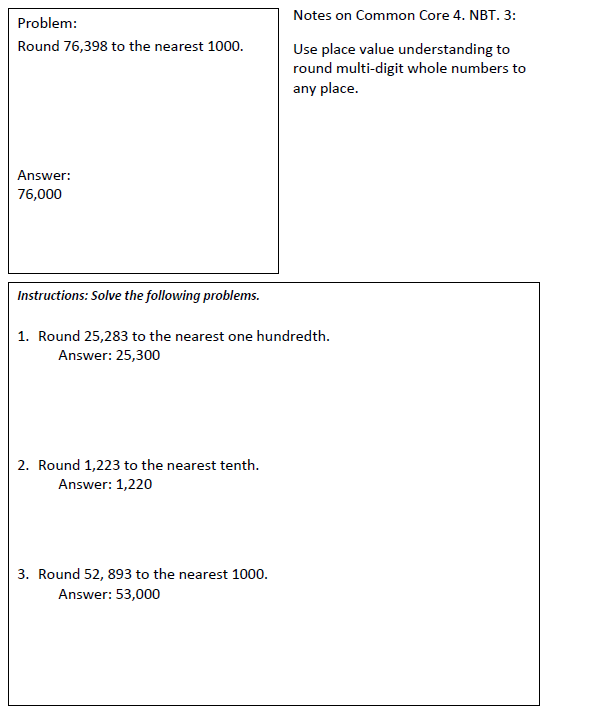 Problem:
Round 76,398 to the nearest 1000.
Answer:
76,000
Notes on Common Core 4. NBT. 3:
Use place value understanding to
round multi-digit whole numbers to
any place.
Instructions: Solve the following problems.
1. Round 25,283 to the nearest one hundredth.
Answer: 25,300
2. Round 1,223 to the nearest tenth.
Answer: 1,220
3. Round 52, 893 to the nearest 1000.
Answer: 53,000